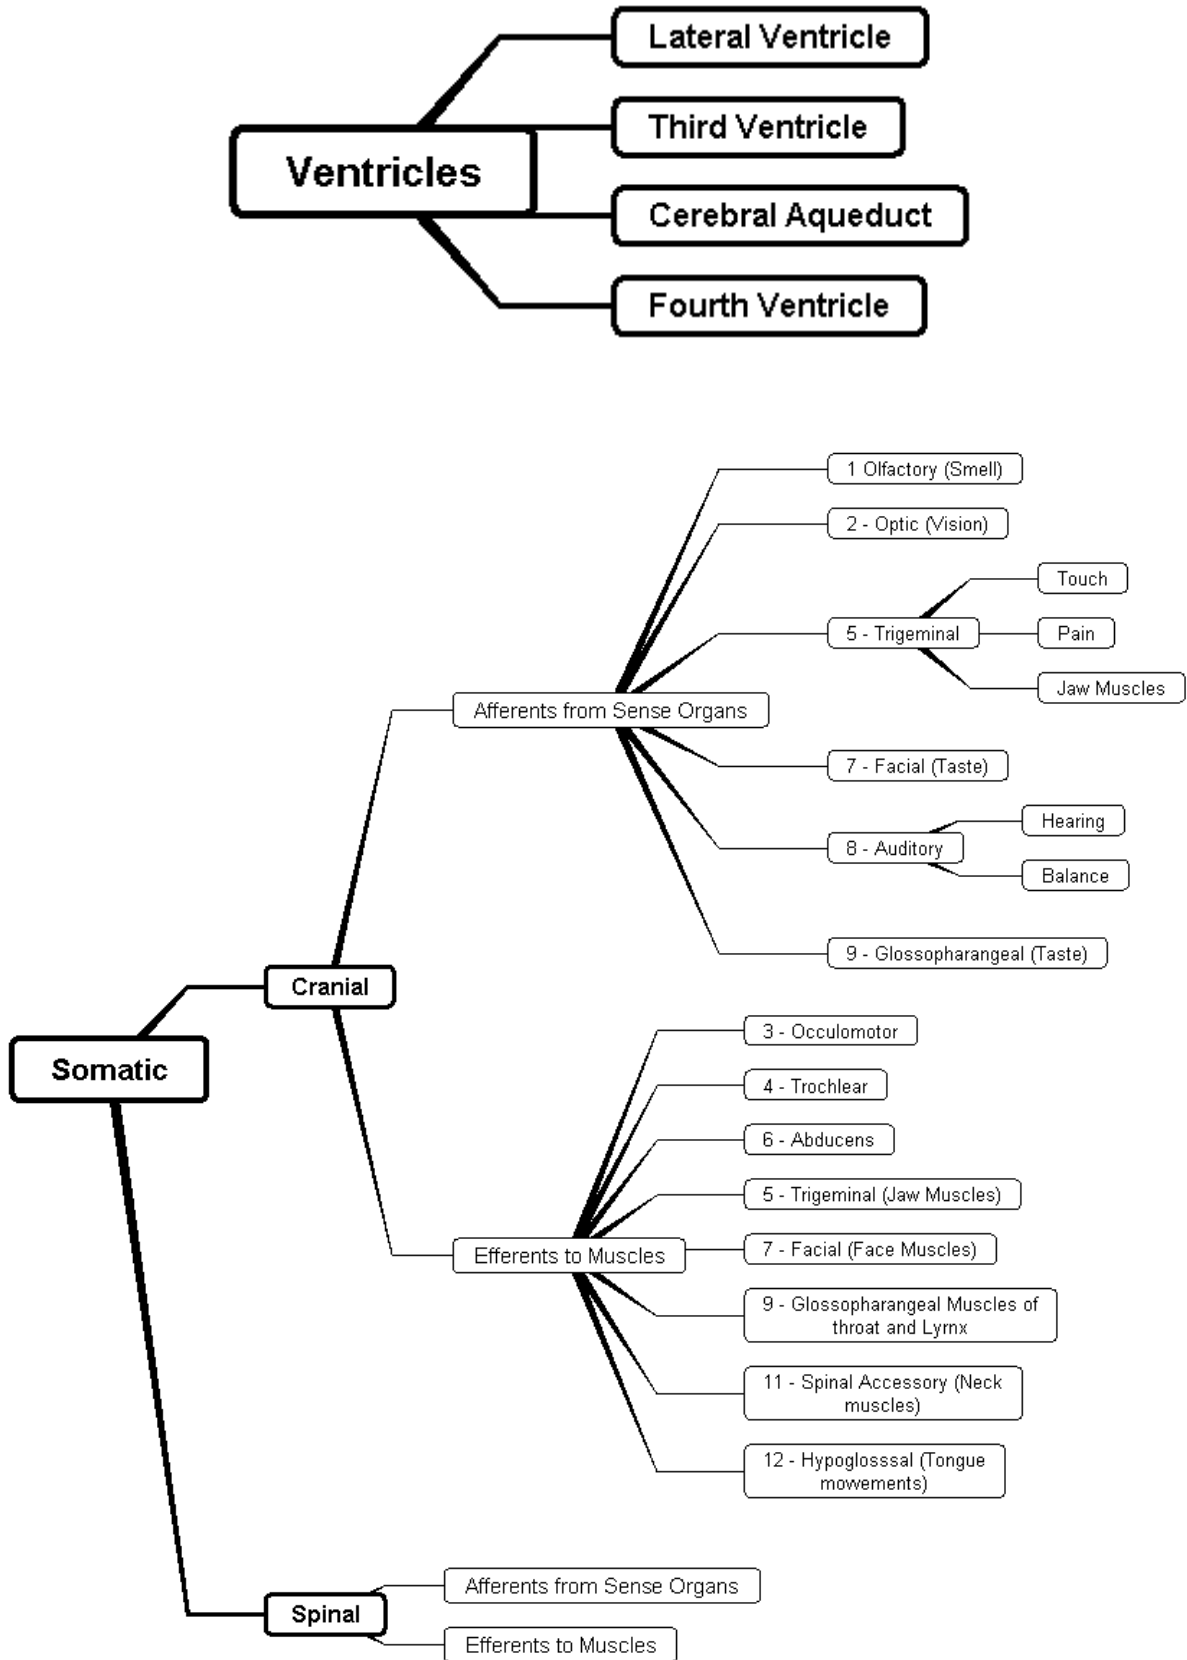 Ventricles
Lateral Ventricle
Third Ventricle
Cerebral Aqueduct
Fourth Ventricle
Somatic
Cranial
Afferents from Sense Organs
1 Olfactory (Smell)
2 - Optic (Vision)
5 - Trigeminal
Touch
Pain
Jaw Muscles
7 - Facial (Taste)
8 - Auditory
Hearing
Balance
9 - Glossopharangeal (Taste)
Efferents to Muscles
3 - Occulomotor
4 - Trochlear
6 - Abducens
5 - Trigeminal (Jaw Muscles)
7 - Facial (Face Muscles)
9 - Glossopharangeal Muscles of
throat and Lyrnx
11 - Spinal Accessory (Neck
muscles)
12 - Hypoglosssal (Tongue
mowements)
Spinal
Afferents from Sense Organs
Efferents to Muscles